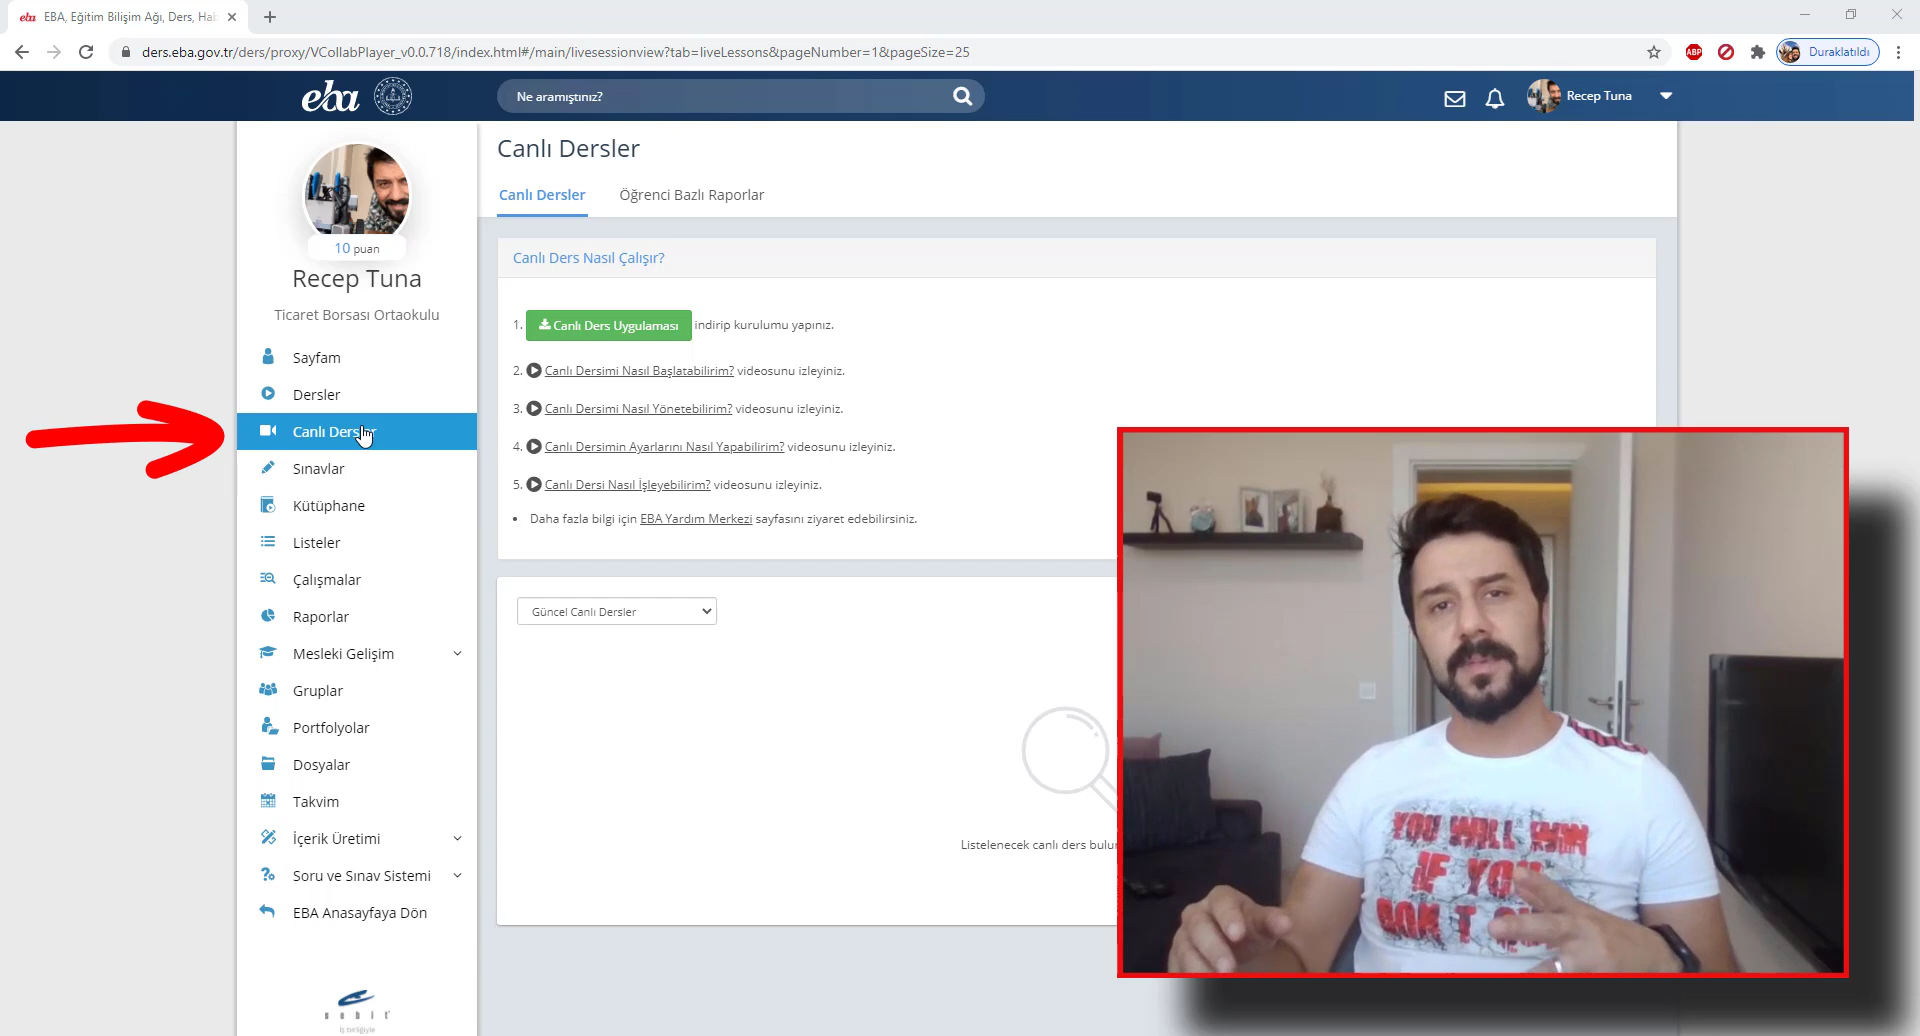 eba EBA, Eğitim Bilişim Ağı, Ders, Hab
ders.eba.gov.tr/ders/proxy/VCollabPlayer_v0.0.718/index.html#/main/livesessionview?tab=liveLessons&pageNumber=1&pageSize=25
ABP
Duraklatıldı
eba
Ne aramıştınız?
Recep Tuna
10 puan
Recep Tuna
Ticaret Borsası Ortaokulu
Sayfam
Dersler
Canlı Dersler
Sınavlar
Kütüphane
Listeler
Çalışmalar
Raporlar
Mesleki Gelişim
Gruplar
Portfolyolar
Dosyalar
Takvim
İçerik Üretimi
Soru ve Sınav Sistemi
EBA Anasayfaya Dön
sebit
İş birliğiyle
Canlı Dersler
Canlı Dersler Öğrenci Bazlı Raporlar
Canlı Ders Nasıl Çalışır?
1. Canlı Ders Uygulaması indirip kurulumu yapınız.
2. Canlı Dersimi Nasıl Başlatabilirim? videosunu izleyiniz.
3. Canlı Dersimi Nasıl Yönetebilirim? videosunu izleyiniz.
4. Canlı Dersimin Ayarlarını Nasıl Yapabilirim? videosunu izleyiniz.
5. Canlı Dersi Nasıl İşleyebilirim? videosunu izleyiniz.
• Daha fazla bilgi için EBA Yardım Merkezi sayfasını ziyaret edebilirsiniz.
Güncel Canlı Dersler
Listelenecek canlı ders bulun
YOU WILL
IF YOU
DON'T